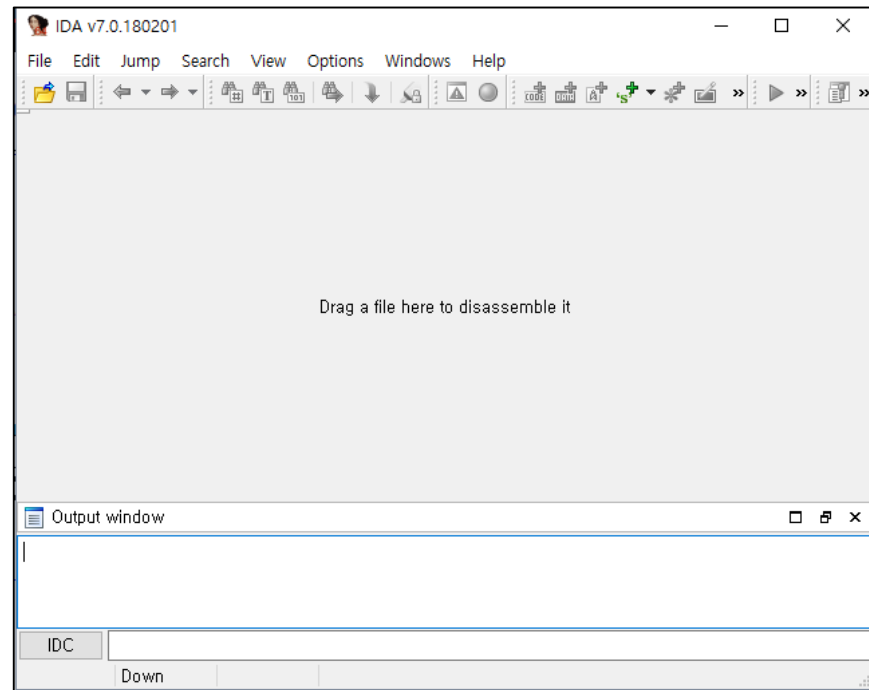 IDA v7.0.180201
File Edit Jump Search View Options Windows Help
Drag a file here to disassemble it
Output window
IDC
Down